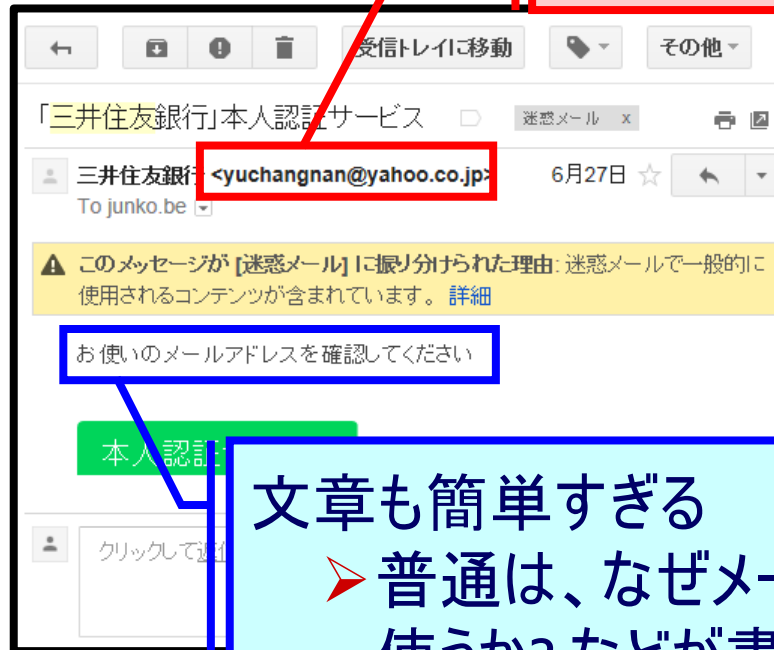 受信トレイに移動 その他
「三井住友銀行」本人認証サービス 迷惑メール x
三井住友銀行 <yuchangnan@yahoo.co.jp> 6月27日
To junko.be
このメッセージが [迷惑メール] に振り分けられた理由: 迷惑メールで一般的に
使用されるコンテンツが含まれています。 詳細
お使いのメールアドレスを確認してください
本人認証
クリックして返信
文章も簡単すぎる
➢普通は、なぜメー